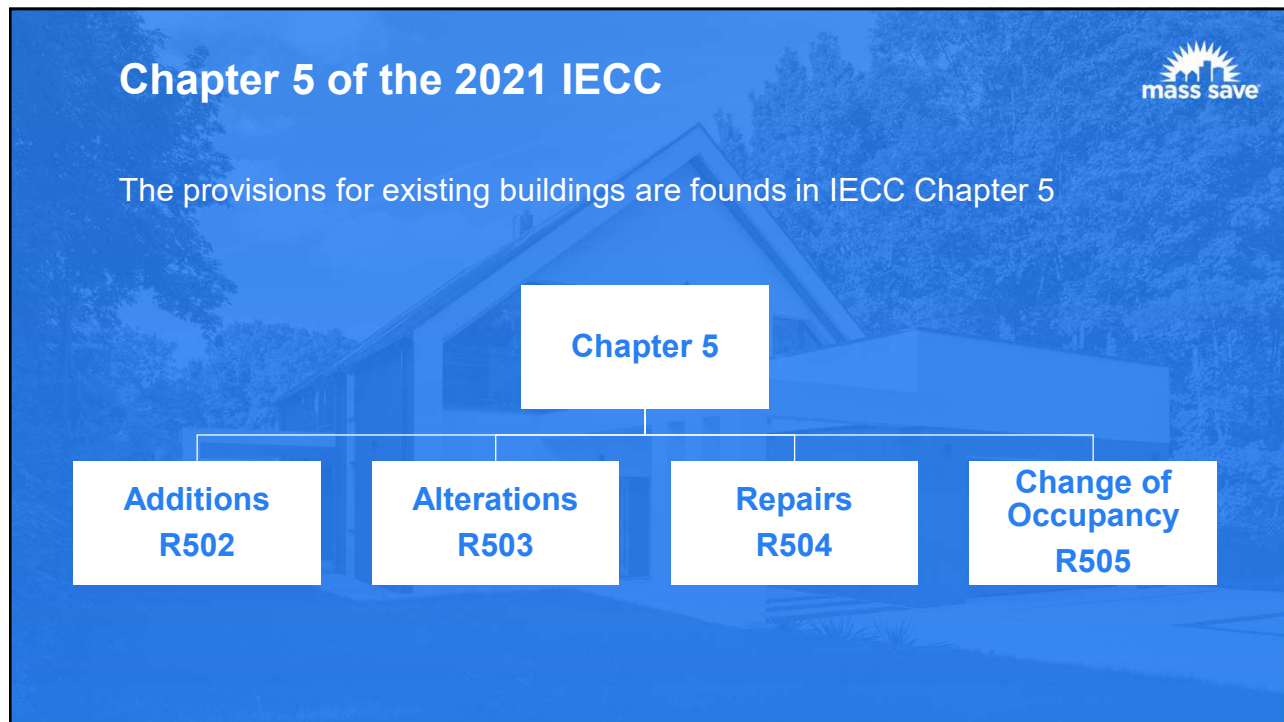 Chapter 5 of the 2021 IECC
mass save
The provisions for existing buildings are founds in IECC Chapter 5
Chapter 5
Additions
R502
Alterations
R503
Repairs
R504
Change of
Occupancy
R505